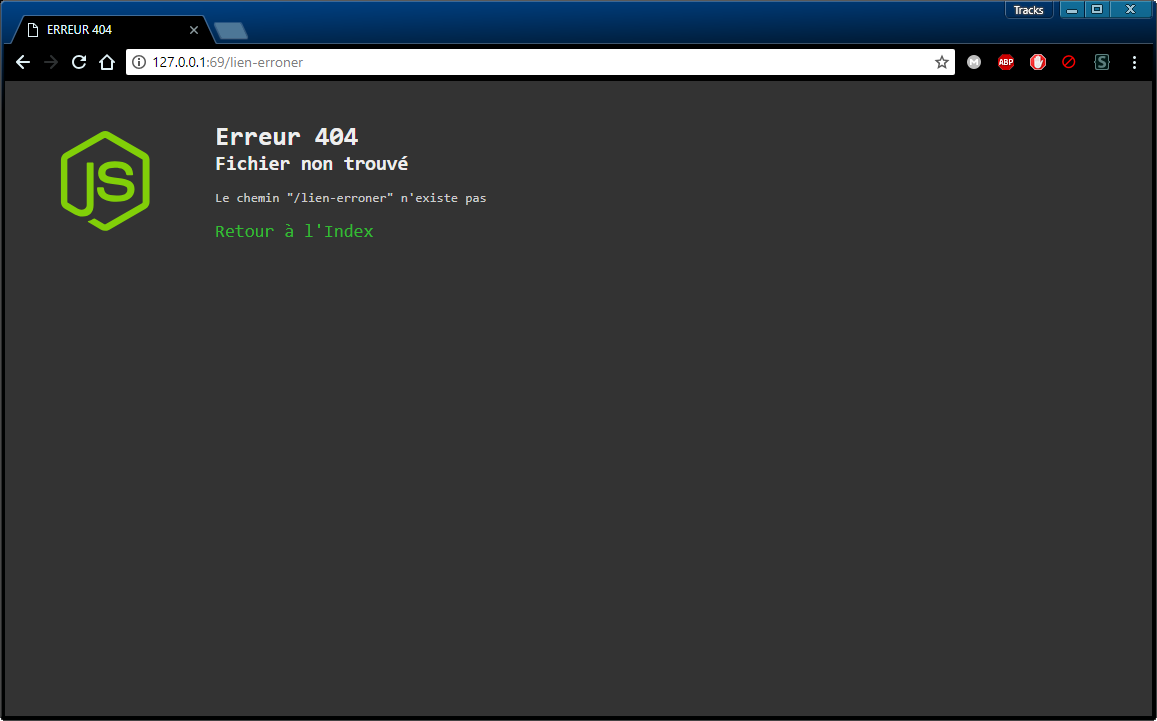 Tracks
ERREUR 404
127.0.0.1:69/lien-erroner
M
ABP
S
JS
Erreur 404
Fichier non trouvé
Le chemin "/lien-erroner" n'existe pas
Retour à l'Index